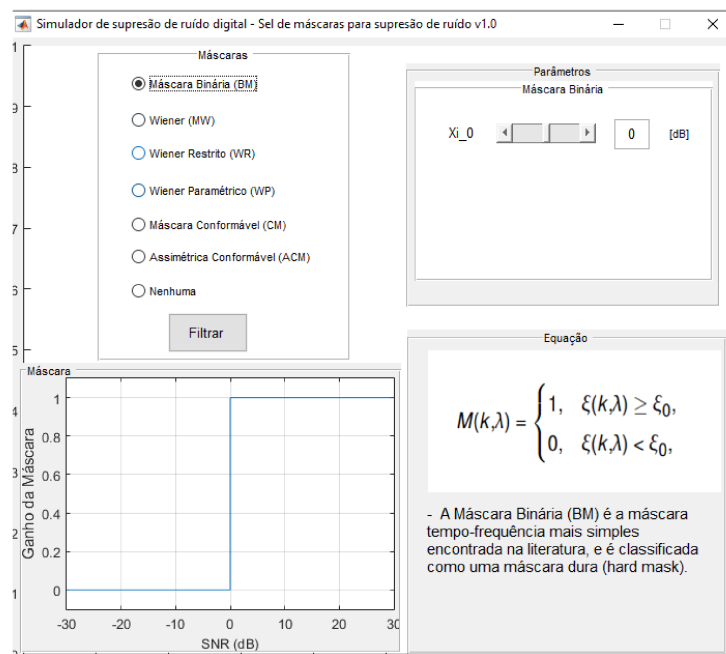 Simulador de supresão de ruído digital - Sel de máscaras para supresão de ruído v1.0
Máscaras
Máscara Binária (BM)
Wiener (MW)
Wiener Restrito (WR)
Wiener Paramétrico (WP)
Máscara Conformável (CM)
Assimétrica Conformável (ACM)
Nenhuma
Filtrar
Parâmetros
Máscara Binária
Xi_0 0 [dB]
Máscara
Ganho da Máscara
1
0.8
0.6
0.4
0.2
0
-30 -20 -10 0 10 20 30
SNR (dB)
Equação
M(k,λ) = { 1, ξ(k,λ) ≥ ξ₀,
0, ξ(k,λ) < ξ₀,
- A Máscara Binária (BM) é a máscara
tempo-frequência mais simples
encontrada na literatura, e é classificada
como uma máscara dura (hard mask).